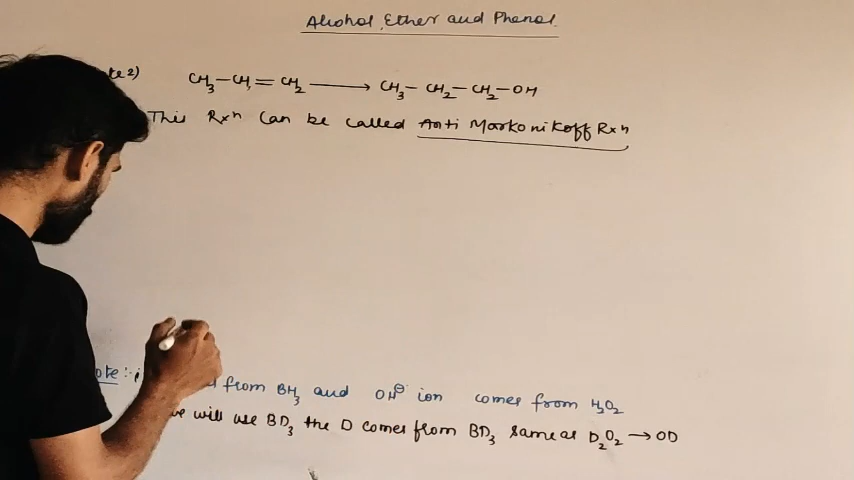 Alcohol, Ether and Phenol.
2) CH₃–CH=CH₂ ⟶ CH₃–CH₂–CH₂–OH
This Rxⁿ can be called Anti Markonikoff Rxⁿ
from BH₃ and OH⊖ ion comes from H₂O₂
we will use BD₃ the D comes from BD₃ same as D₂O₂ → OD